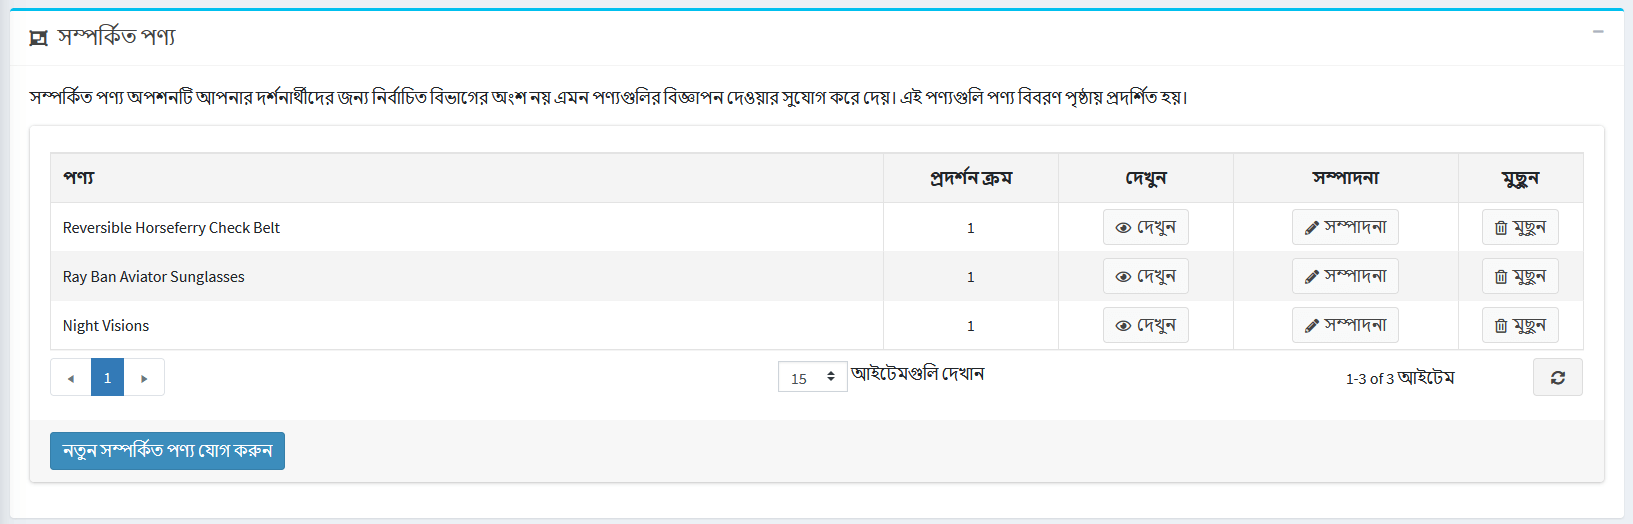 সম্পর্কিত পণ্য
সম্পর্কিত পণ্য অপশনটি আপনার দর্শনার্থীদের জন্য নির্বাচিত বিভাগের অংশ নয় এমন পণ্যগুলির বিজ্ঞাপন দেওয়ার সুযোগ করে দেয়। এই পণ্যগুলি পণ্য বিবরণ পৃষ্ঠায় প্রদর্শিত হয়।
পণ্য প্রদর্শন ক্রম দেখুন সম্পাদনা মুছুন
Reversible Horseferry Check Belt 1 দেখুন সম্পাদনা মুছুন
Ray Ban Aviator Sunglasses 1 দেখুন সম্পাদনা মুছুন
Night Visions 1 দেখুন সম্পাদনা মুছুন
1 15 আইটেমগুলি দেখান 1-3 of 3 আইটেম
নতুন সম্পর্কিত পণ্য যোগ করুন